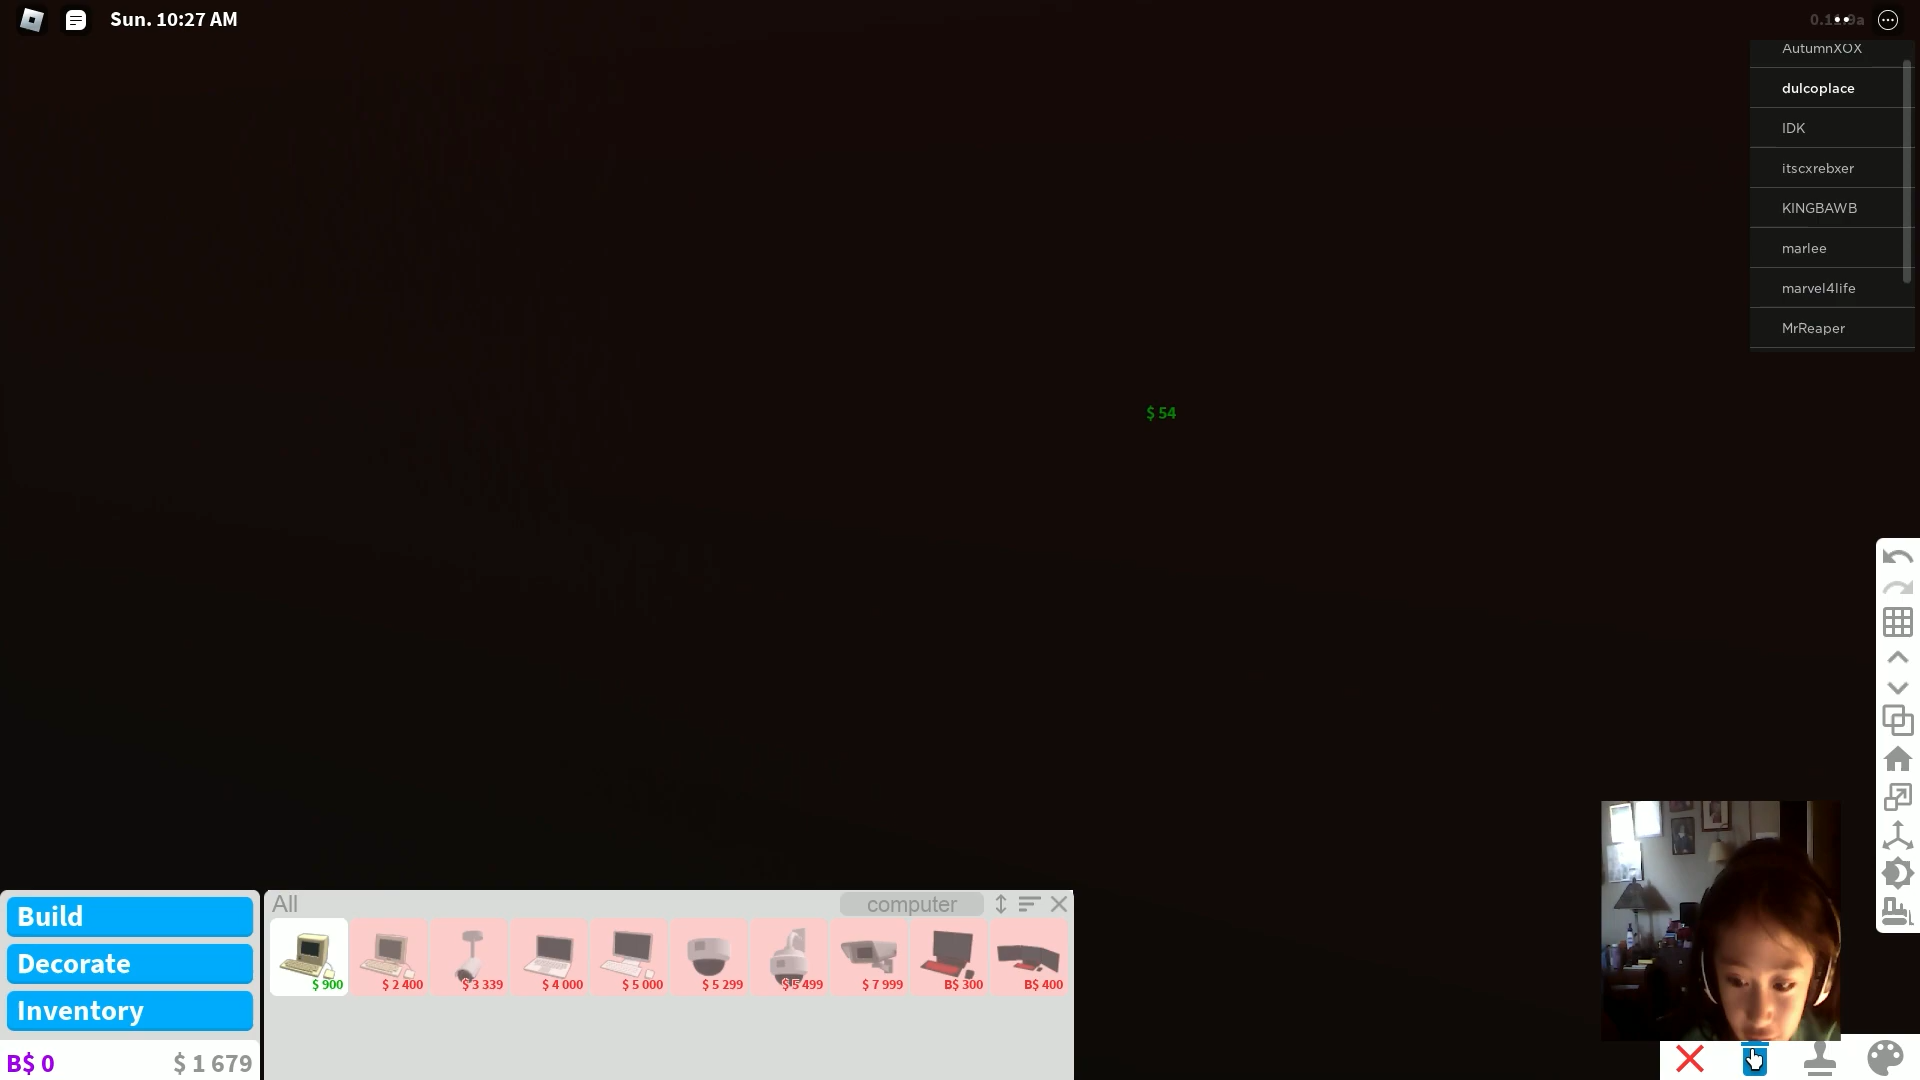 Sun. 10:27 AM
AutumnXOX
dulcoplace
IDK
itscxrebxer
KINGBAWB
marlee
marvel4life
MrReaper
$ 54
Build
Decorate
Inventory
B$ 0 $ 1 679
All computer
$ 900 $ 2 400 $ 3 339 $ 4 000 $ 5 000 $ 5 299 $ 5 499 $ 7 999 B$ 300 B$ 400